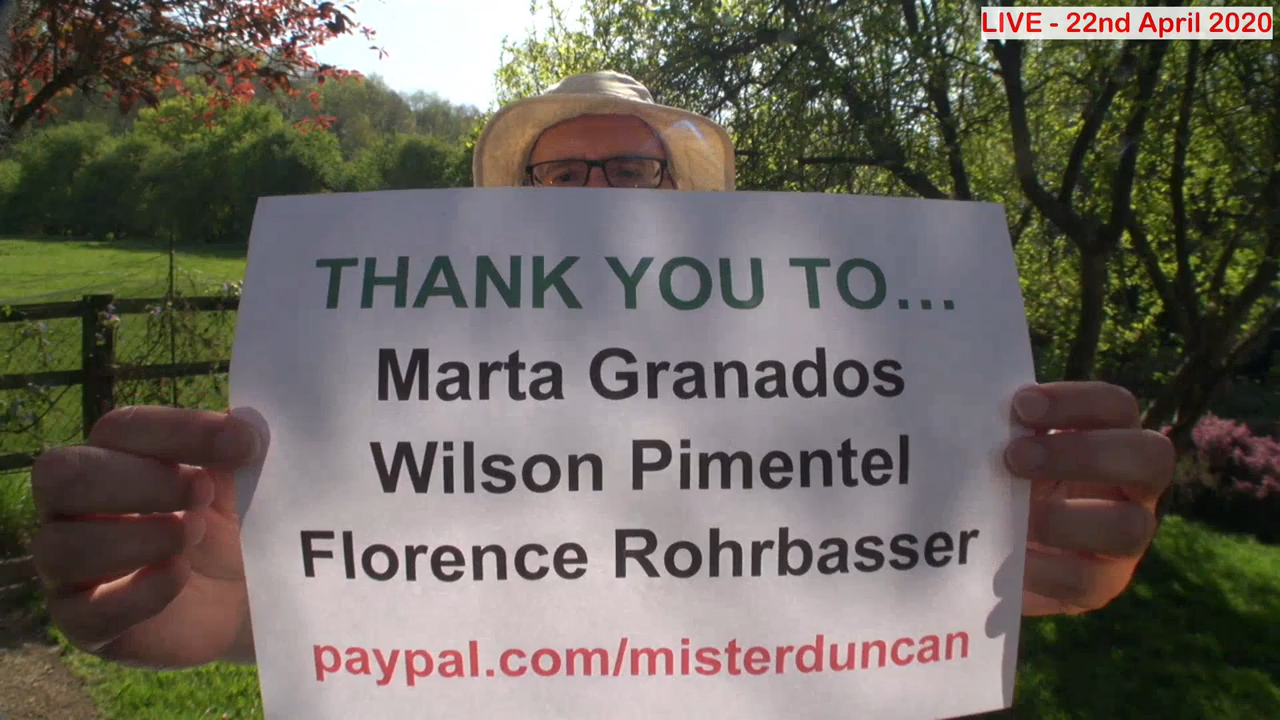 LIVE - 22nd April 2020
THANK YOU TO...
Marta Granados
Wilson Pimentel
Florence Rohrbasser
paypal.com/misterduncan